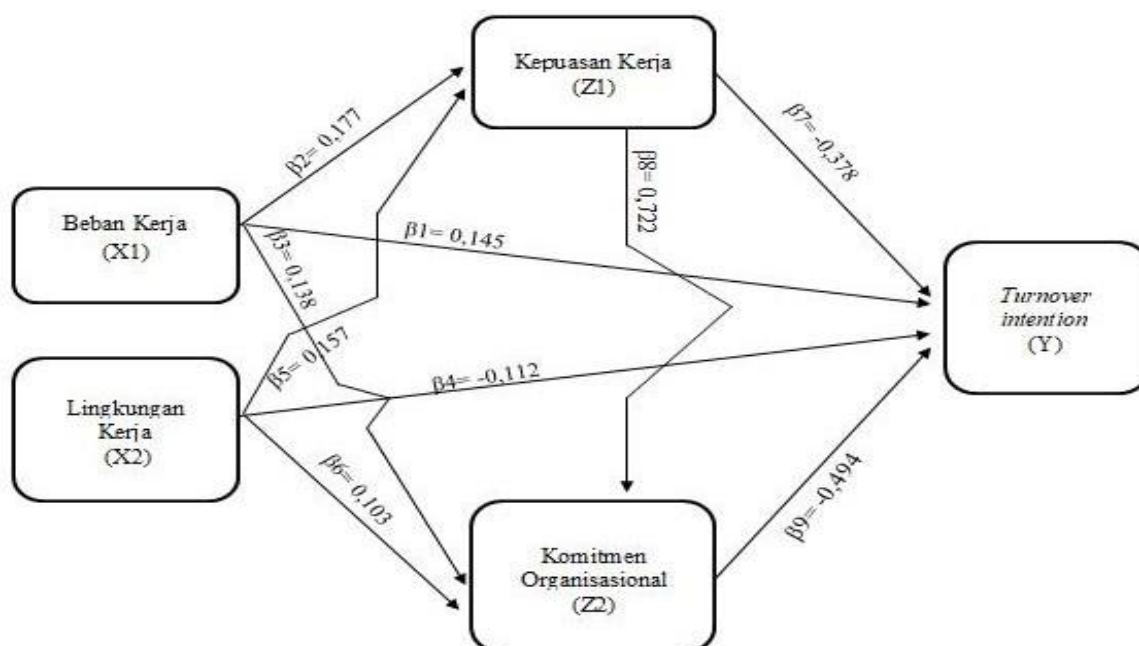 Kepuasan Kerja
(Z1)
β2= 0,177
β7= -0,378
β8= 0,722
Beban Kerja
(X1)
β1= 0,145
β3= 0,138
Turnover
intention
(Y)
β5= 0,157
β4= -0,112
Lingkungan
Kerja
(X2)
β6= 0,103
β9= -0,494
Komitmen
Organisasional
(Z2)